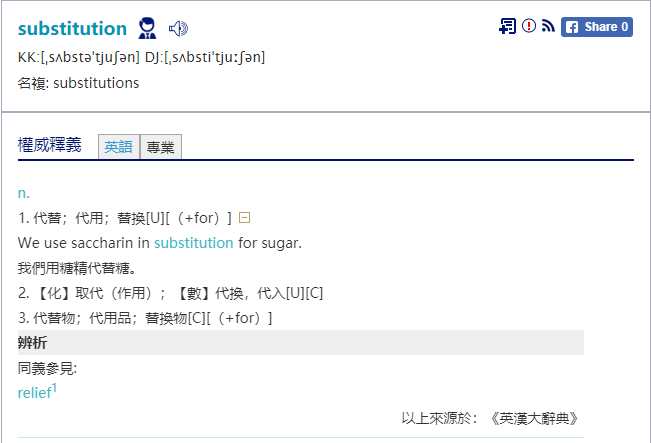 substitution
Share 0
KK:[ˌsʌbstəˈtjuʃən] DJ:[ˌsʌbstiˈtjuːʃən]
名複: substitutions
權威釋義 英語 專業
n.
1. 代替；代用；替換[U][（+for）]
We use saccharin in substitution for sugar.
我們用糖精代替糖。
2. 【化】取代（作用）；【數】代換，代入[U][C]
3. 代替物；代用品；替換物[C][（+for）]
辨析
同義參見:
relief1
以上來源於：《英漢大辭典》